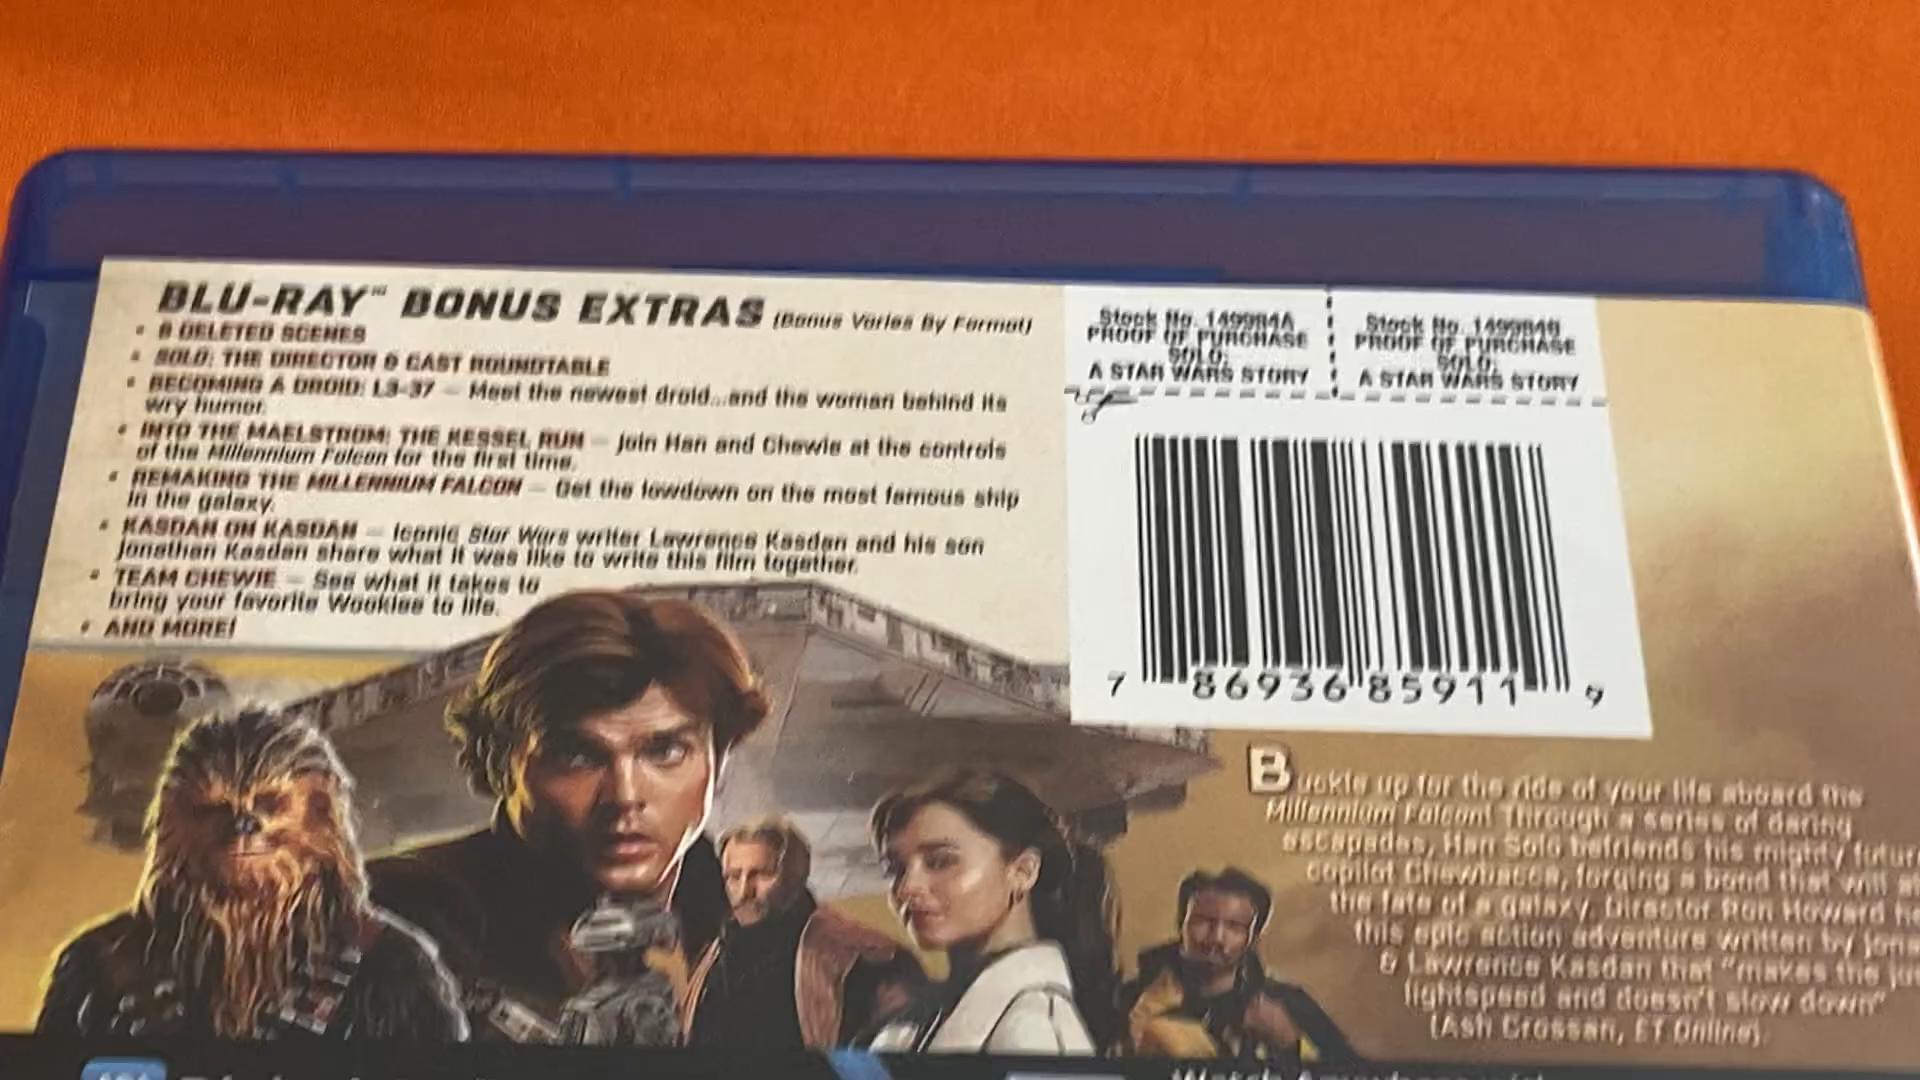 BLU-RAY™ BONUS EXTRAS (Bonus Varies By Format)
• 8 DELETED SCENES
• SOLO: THE DIRECTOR & CAST ROUNDTABLE
• BECOMING A DROID: L3-37 — Meet the newest droid...and the woman behind its
wry humor.
• INTO THE MAELSTROM: THE KESSEL RUN — Join Han and Chewie at the controls
of the Millennium Falcon for the first time.
• REMAKING THE MILLENNIUM FALCON — Get the lowdown on the most famous ship
in the galaxy.
• KASDAN ON KASDAN — Iconic Star Wars writer Lawrence Kasdan and his son
Jonathan Kasdan share what it was like to write this film together.
• TEAM CHEWIE — See what it takes to
bring your favorite Wookiee to life.
• AND MORE!
Stock No. 149984A
PROOF OF PURCHASE
SOLO:
A STAR WARS STORY
Stock No. 149984B
PROOF OF PURCHASE
SOLO:
A STAR WARS STORY
7 86936 85911 9
Buckle up for the ride of your life aboard the
Millennium Falcon! Through a series of daring
escapades, Han Solo befriends his mighty futur
copilot Chewbacca, forging a bond that will
the fate of a galaxy. Director Ron Howard
this epic action adventure written by Jona
& Lawrence Kasdan that "makes the
lightspeed and doesn't slow down"
(Ash Crossan, ET Online).